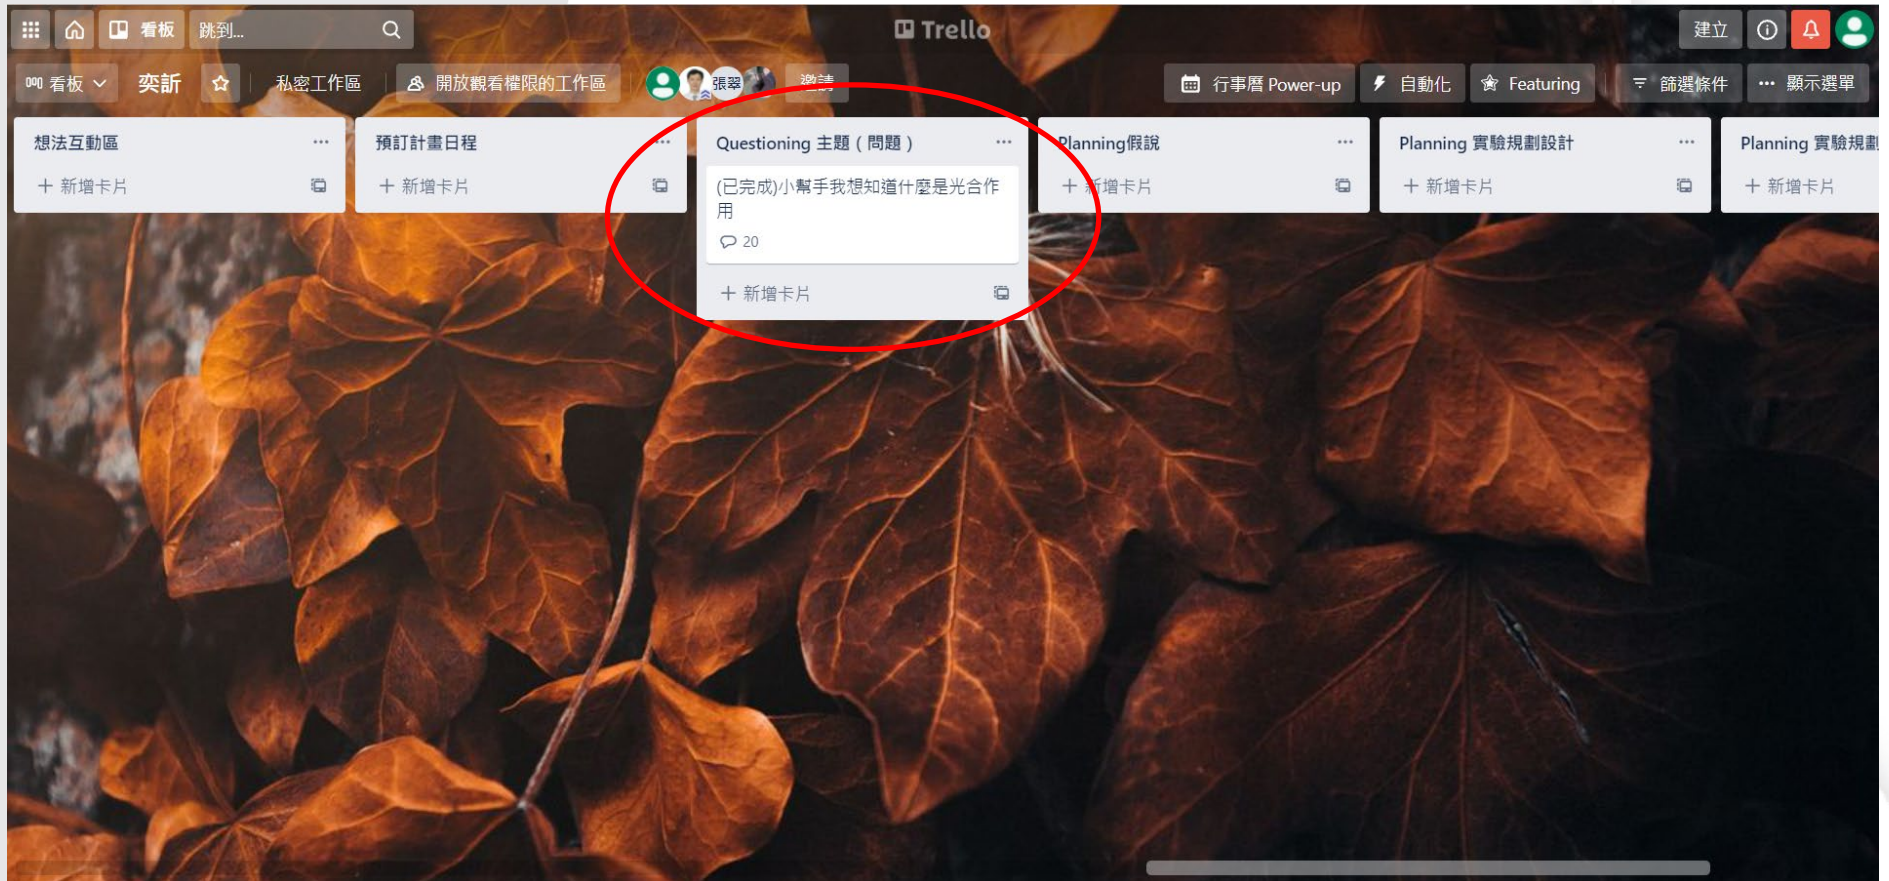 看板 跳到... Trello 建立
看板 奕訢 私密工作區 開放觀看權限的工作區 張翠 邀請 行事曆 Power-up 自動化 Featuring 篩選條件 顯示選單
想法互動區
+ 新增卡片
預訂計畫日程
+ 新增卡片
Questioning 主題 ( 問題 )
(已完成)小幫手我想知道什麼是光合作
用
20
+ 新增卡片
Planning假說
+ 新增卡片
Planning 實驗規劃設計
+ 新增卡片
Planning 實驗規劃
+ 新增卡片